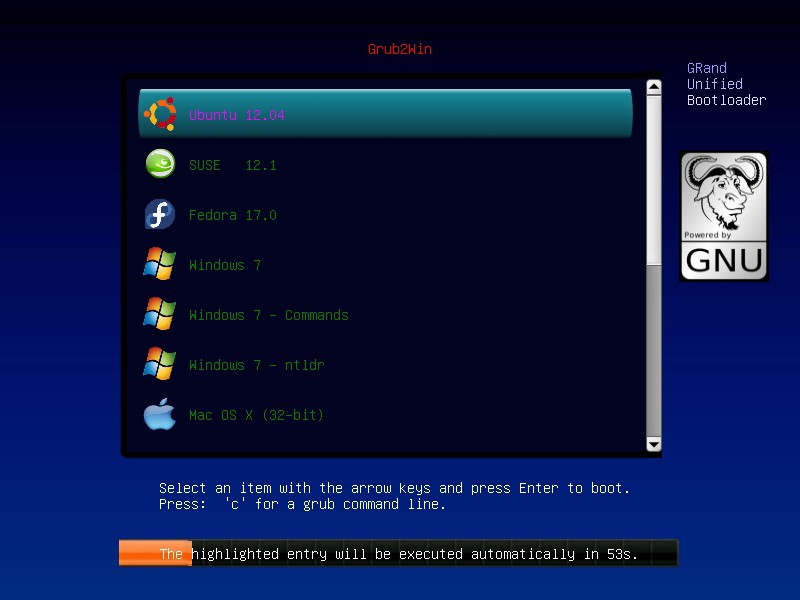 Grub2Win
GRand
Unified
Bootloader
Ubuntu 12.04
SUSE   12.1
Fedora 17.0
Windows 7
Windows 7 - Commands
Windows 7 - ntldr
Mac OS X (32-bit)
Powered by
GNU
Select an item with the arrow keys and press Enter to boot.
Press:  'c' for a grub command line.
The highlighted entry will be executed automatically in 53s.